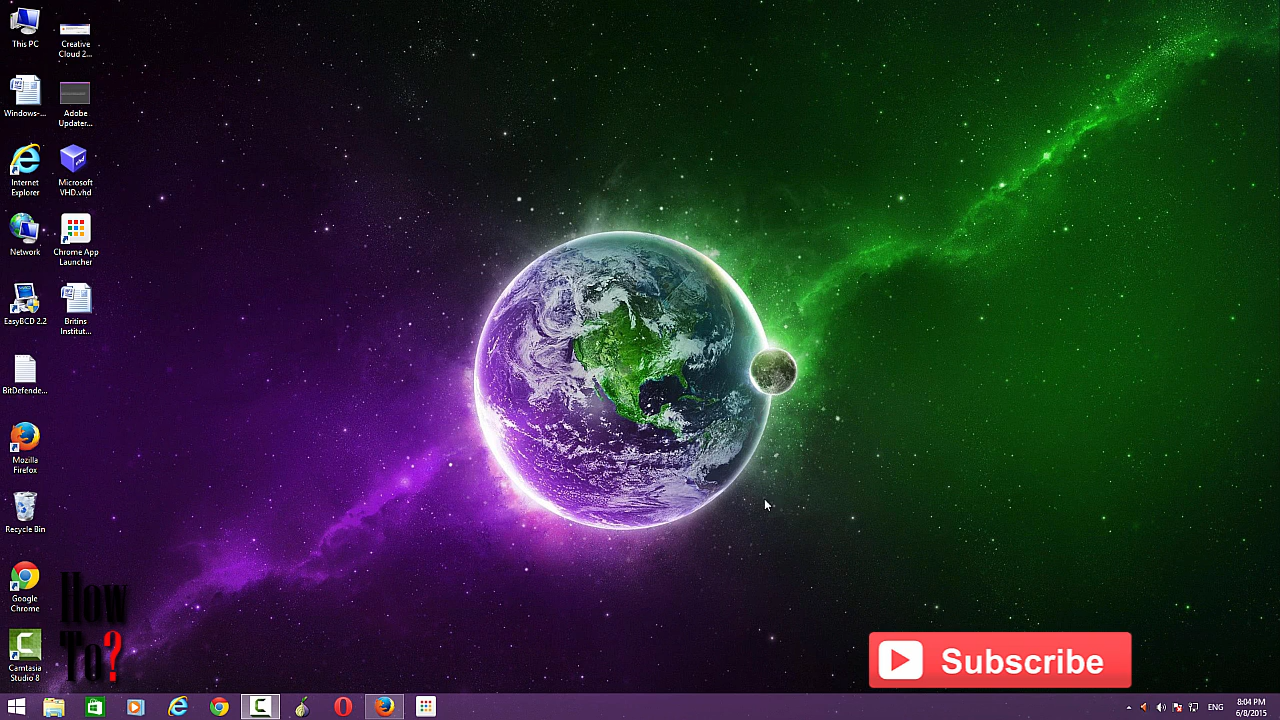 This PC
Creative
Cloud 2...
Windows-...
Adobe
Updater...
Internet
Explorer
Microsoft
VHD.vhd
Network
Chrome App
Launcher
EasyBCD 2.2
Britins
Institut...
BitDefende...
Mozilla
Firefox
Recycle Bin
Google
Chrome
How
To?
Camtasia
Studio 8
Subscribe
ENG
8:04 PM
6/8/2015